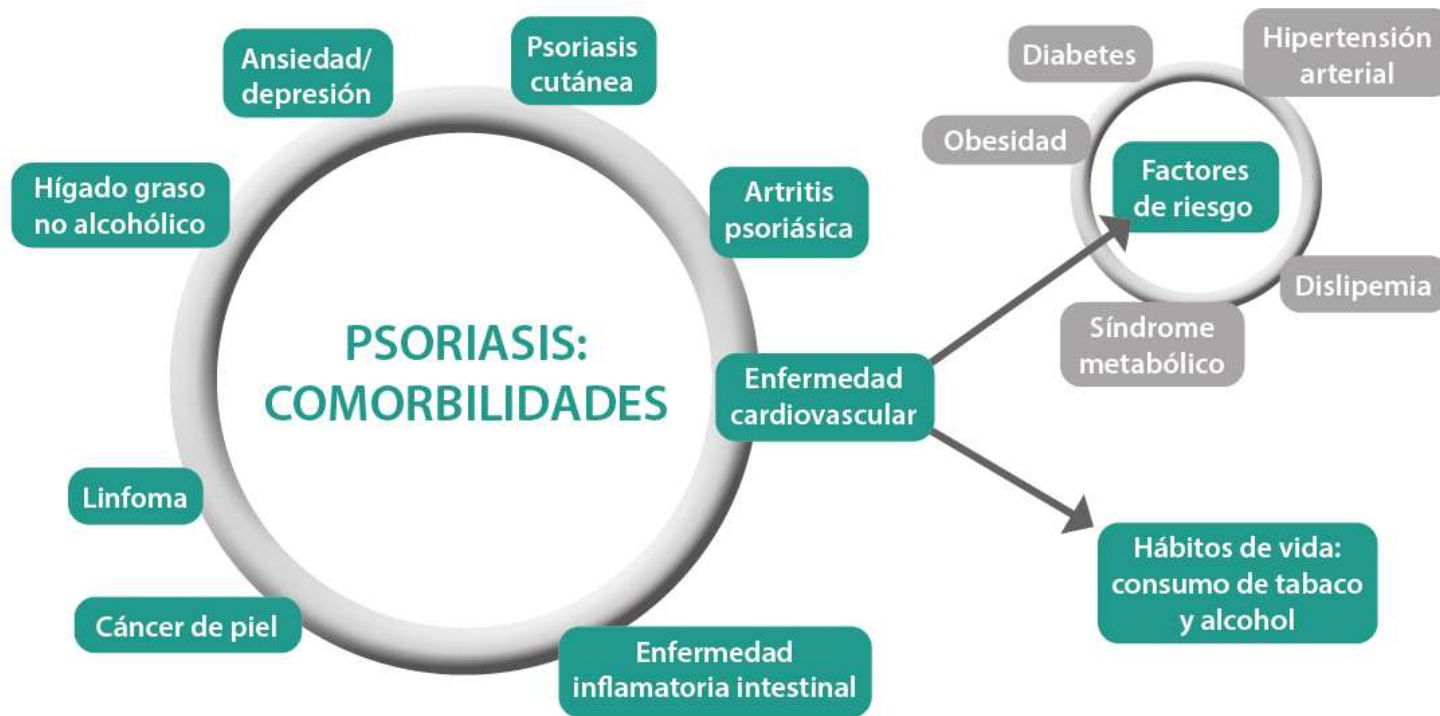 PSORIASIS:
COMORBILIDADES
Psoriasis
cutánea
Artritis
psoriásica
Enfermedad
cardiovascular
Enfermedad
inflamatoria intestinal
Cáncer de piel
Linfoma
Hígado graso
no alcohólico
Ansiedad/
depresión
Factores
de riesgo
Diabetes
Hipertensión
arterial
Dislipemia
Síndrome
metabólico
Obesidad
Hábitos de vida:
consumo de tabaco
y alcohol